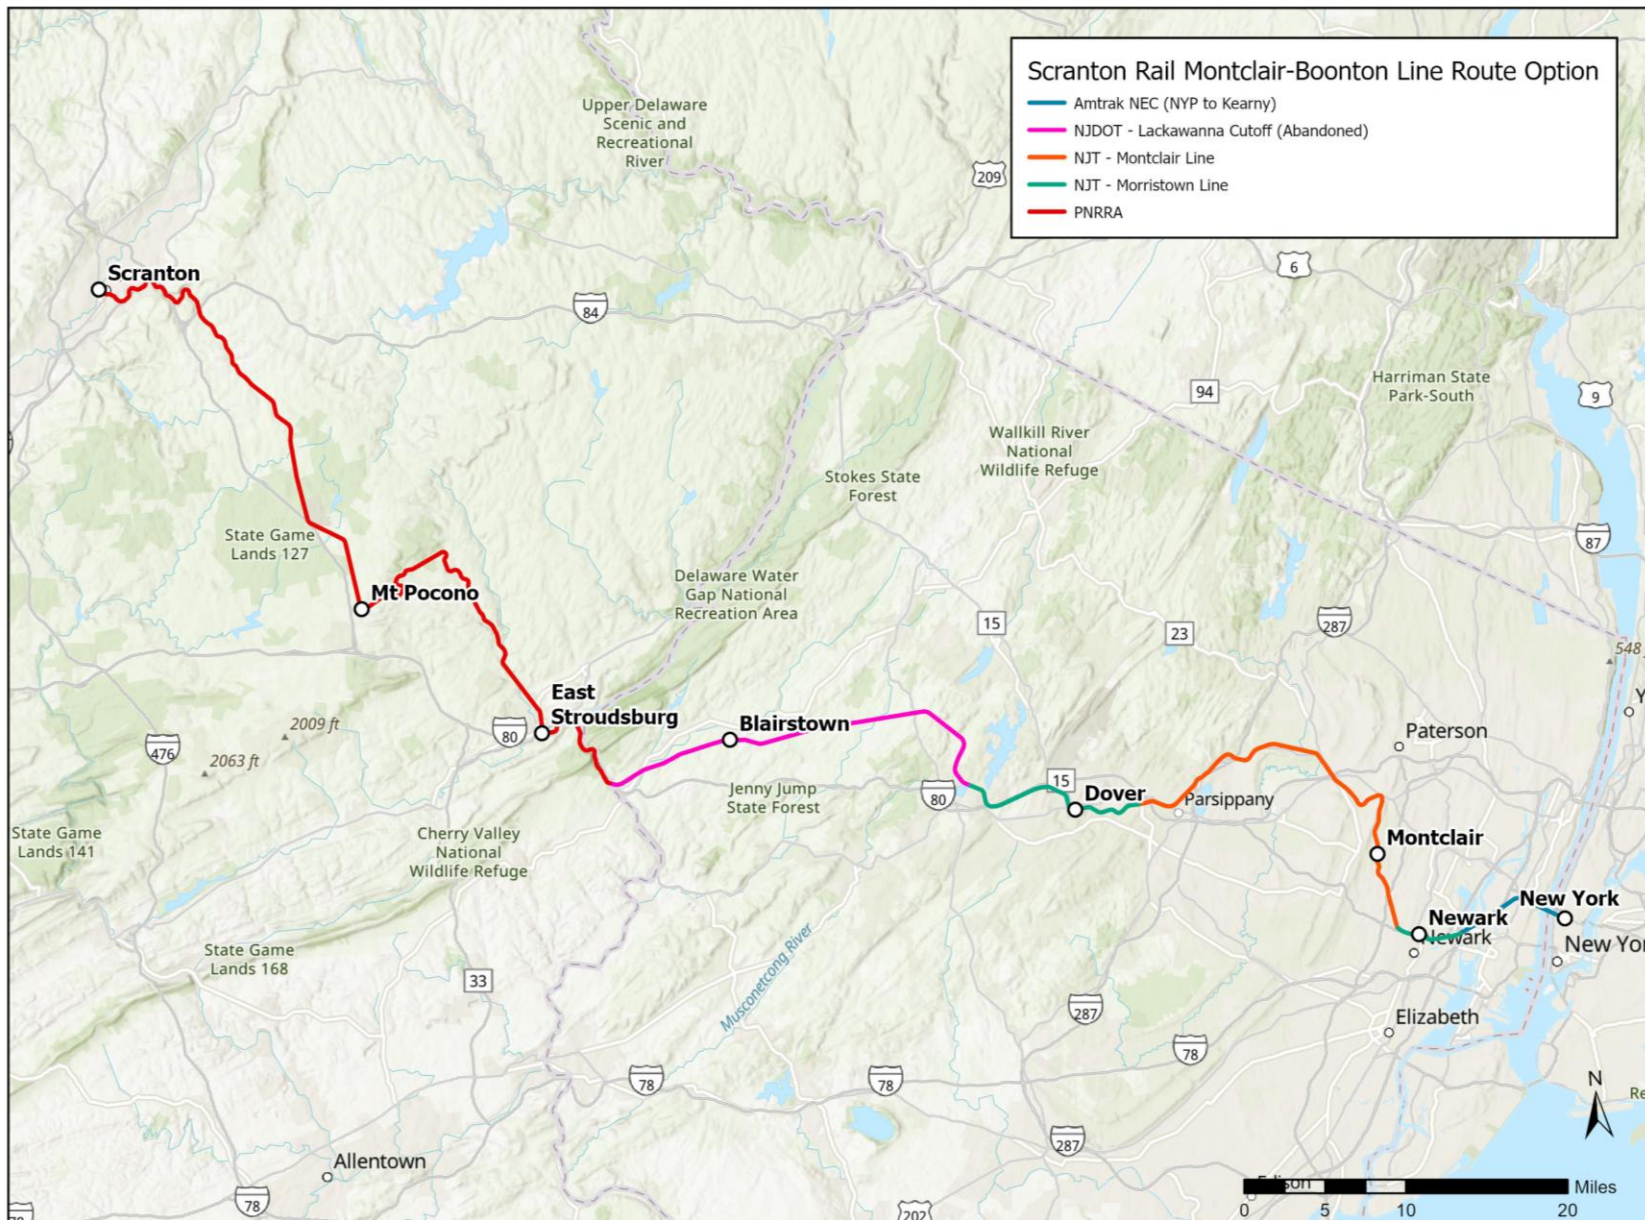 Scranton Rail Montclair-Boonton Line Route Option
Amtrak NEC (NYP to Kearny)
NJDOT - Lackawanna Cutoff (Abandoned)
NJT - Montclair Line
NJT - Morristown Line
PNRRA
Upper Delaware
Scenic and
Recreational
River
209
6
Scranton
84
Harriman State
Park-South
94
9
Wallkill River
National
Wildlife Refuge
Stokes State
Forest
State Game
Lands 127
87
Delaware Water
Gap National
Recreation Area
Mt Pocono
15
23
287
548
East
Stroudsburg
80
2009 ft
476
2063 ft
Blairstown
Paterson
Y
Jenny Jump
State Forest
80
15
Dover
Parsippany
State Game
Lands 141
Cherry Valley
National
Wildlife Refuge
Montclair
New York
Newark
Newark
New Yor
State Game
Lands 168
33
Musconetcong River
287
Elizabeth
78
78
78
N
Re
287
Allentown
78
78
202
Edison
Miles
0 5 10 20